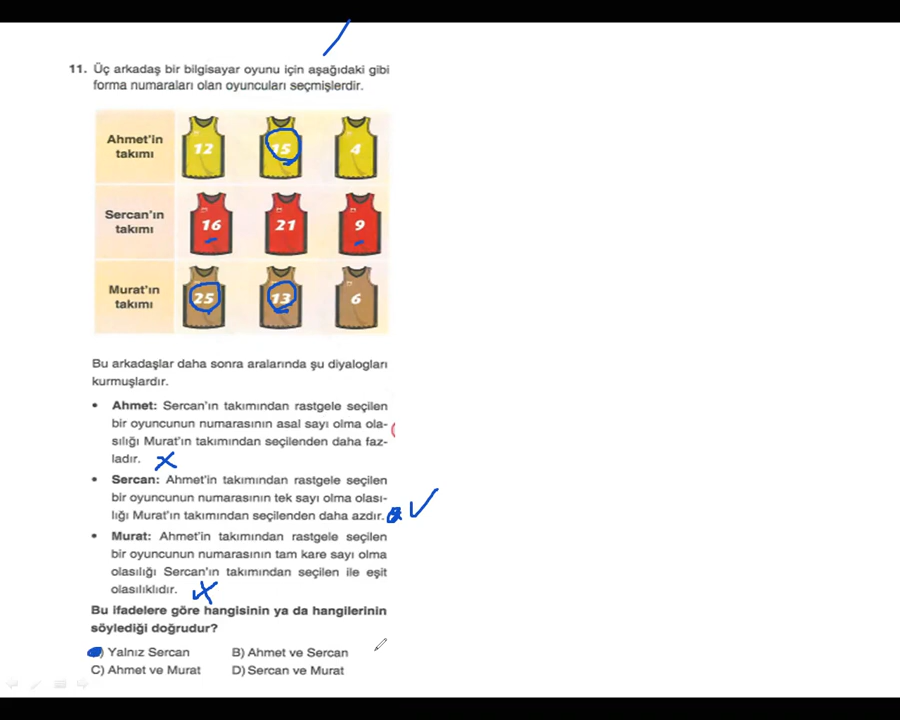 11. Üç arkadaş bir bilgisayar oyunu için aşağıdaki gibi
forma numaraları olan oyuncuları seçmişlerdir.
Ahmet'in
takımı
12 15 4
Sercan'ın
takımı
16 21 9
Murat'ın
takımı
25 13 6
Bu arkadaşlar daha sonra aralarında şu diyalogları
kurmuşlardır.
• Ahmet: Sercan'ın takımından rastgele seçilen
bir oyuncunun numarasının asal sayı olma ola-
sılığı Murat'ın takımından seçilenden daha faz-
ladır.
• Sercan: Ahmet'in takımından rastgele seçilen
bir oyuncunun numarasının tek sayı olma olası-
lığı Murat'ın takımından seçilenden daha azdır.
• Murat: Ahmet'in takımından rastgele seçilen
bir oyuncunun numarasının tam kare sayı olma
olasılığı Sercan'ın takımından seçilen ile eşit
olasılıklıdır.
Bu ifadelere göre hangisinin ya da hangilerinin
söylediği doğrudur?
) Yalnız Sercan B) Ahmet ve Sercan
C) Ahmet ve Murat D) Sercan ve Murat